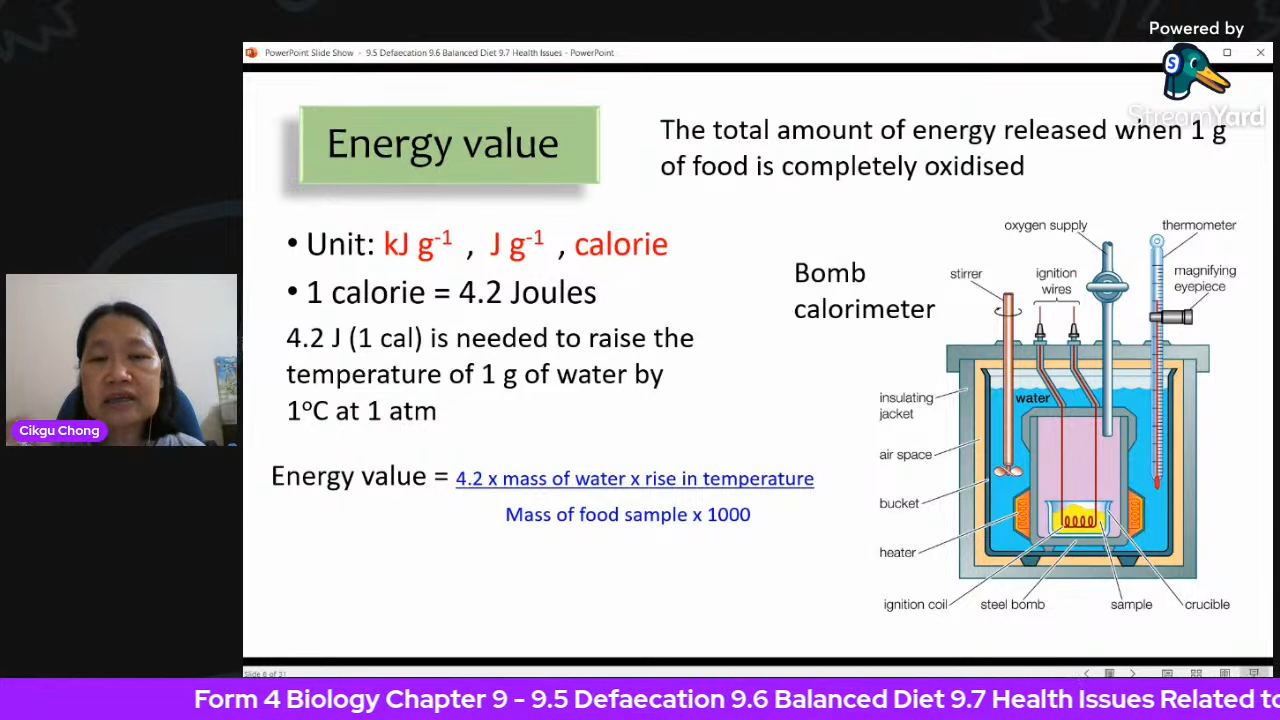 Powered by
StreamYard
S
PowerPoint Slide Show - 9.5 Defaecation 9.6 Balanced Diet 9.7 Health Issues - PowerPoint
Energy value
The total amount of energy released when 1 g
of food is completely oxidised
• Unit: kJ g⁻¹ , J g⁻¹ , calorie
• 1 calorie = 4.2 Joules
4.2 J (1 cal) is needed to raise the
temperature of 1 g of water by
1°C at 1 atm
Energy value = 4.2 x mass of water x rise in temperature
Mass of food sample x 1000
Bomb
calorimeter
oxygen supply
thermometer
stirrer
ignition
wires
magnifying
eyepiece
water
insulating
jacket
air space
bucket
heater
ignition coil
steel bomb
sample
crucible
Cikgu Chong
Slide 8 of 31
Form 4 Biology Chapter 9 - 9.5 Defaecation 9.6 Balanced Diet 9.7 Health Issues Related to